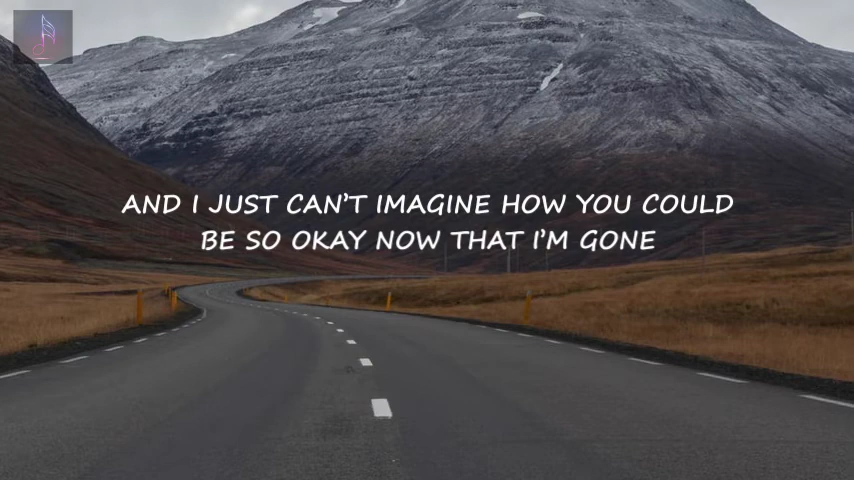 AND I JUST CAN’T IMAGINE HOW YOU COULD
BE SO OKAY NOW THAT I’M GONE